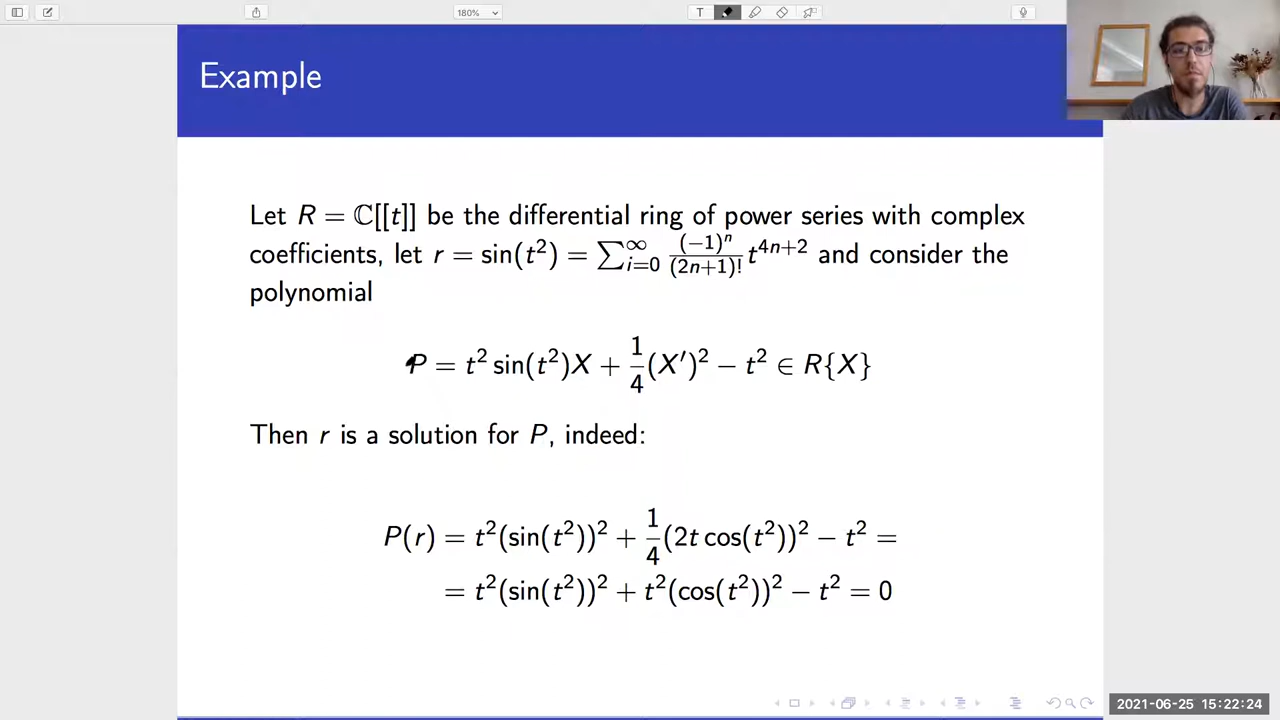 180%
T
Example
Let R = ℂ[[t]] be the differential ring of power series with complex
coefficients, let r = sin(t²) = ∑_{i=0}^{∞} \frac{(−1)^n}{(2n+1)!} t^{4n+2} and consider the
polynomial
P = t² sin(t²)X + \frac{1}{4}(X′)² − t² ∈ R{X}
Then r is a solution for P, indeed:
P(r) = t²(sin(t²))² + \frac{1}{4}(2t cos(t²))² − t² =
= t²(sin(t²))² + t²(cos(t²))² − t² = 0
2021-06-25 15:22:24